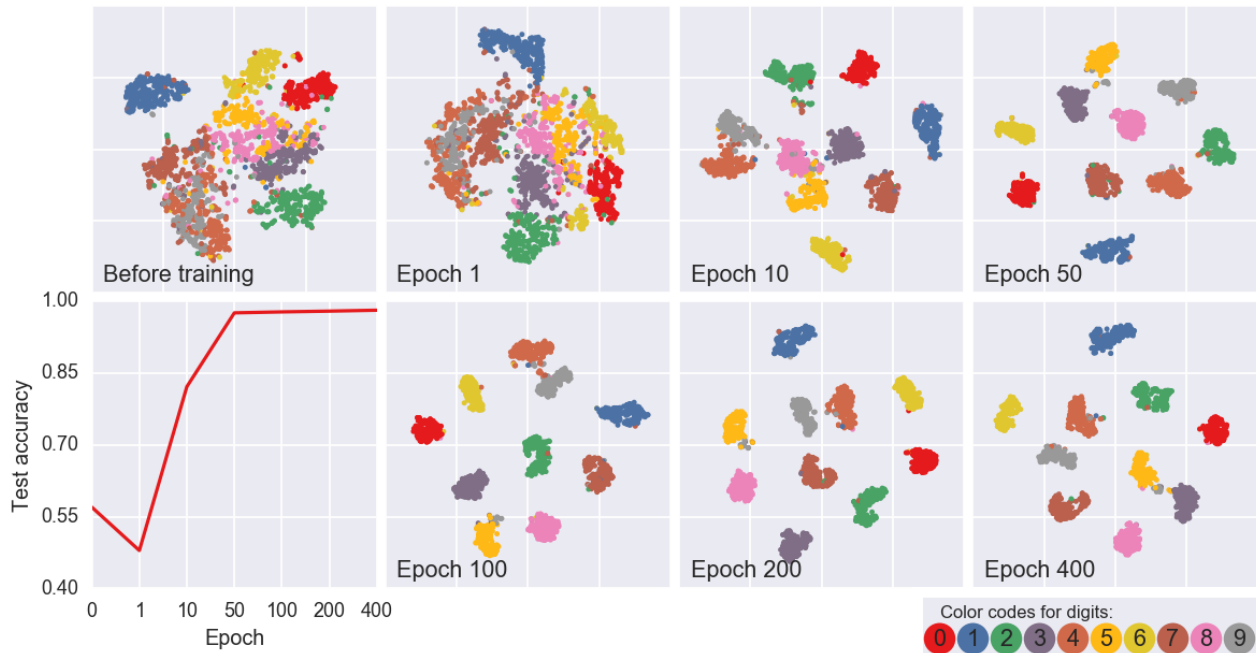 Before training
Epoch 1
Epoch 10
Epoch 50
1.00
0.85
0.70
0.55
0.40
Test accuracy
0 1 10 50 100 200 400
Epoch
Epoch 100
Epoch 200
Epoch 400
Color codes for digits:
0 1 2 3 4 5 6 7 8 9